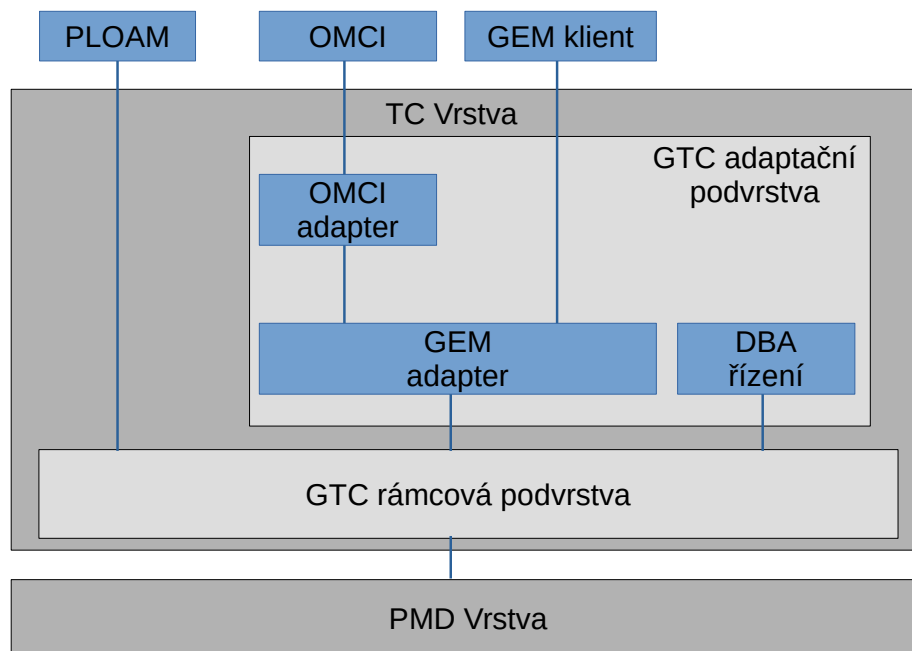 PLOAM
OMCI
GEM klient
TC Vrstva
GTC adaptační
podvrstva
OMCI
adapter
GEM
adapter
DBA
řízení
GTC rámcová podvrstva
PMD Vrstva